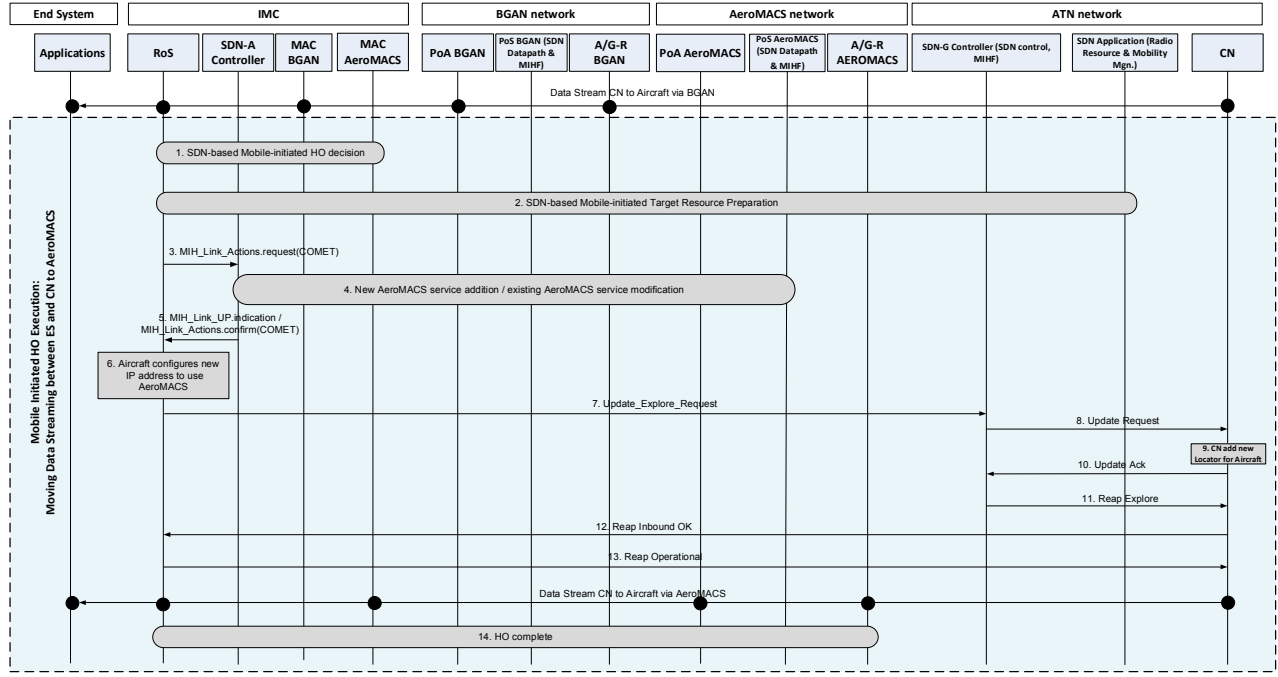 End System
IMC
BGAN network
AeroMACS network
ATN network
Applications
RoS
SDN-A
Controller
MAC
BGAN
MAC
AeroMACS
PoA BGAN
PoS BGAN (SDN
Datapath &
MIHF)
A/G-R
BGAN
PoA AeroMACS
PoS AeroMACS
(SDN Datapath
& MIHF)
A/G-R
AEROMACS
SDN-G Controller (SDN control,
MIHF)
SDN Application (Radio
Resource & Mobility
Mgn.)
CN
Data Stream CN to Aircraft via BGAN
Mobile Initiated HO Execution:
Moving Data Streaming between ES and CN to AeroMACS
1. SDN-based Mobile-initiated HO decision
2. SDN-based Mobile-initiated Target Resource Preparation
3. MIH_Link_Actions.request(COMET)
4. New AeroMACS service addition / existing AeroMACS service modification
5. MIH_Link_UP.indication /
MIH_Link_Actions.confirm(COMET)
6. Aircraft configures new
IP address to use
AeroMACS
7. Update_Explore_Request
8. Update Request
9. CN add new
Locator for Aircraft
10. Update Ack
11. Reap Explore
12. Reap Inbound OK
13. Reap Operational
Data Stream CN to Aircraft via AeroMACS
14. HO complete